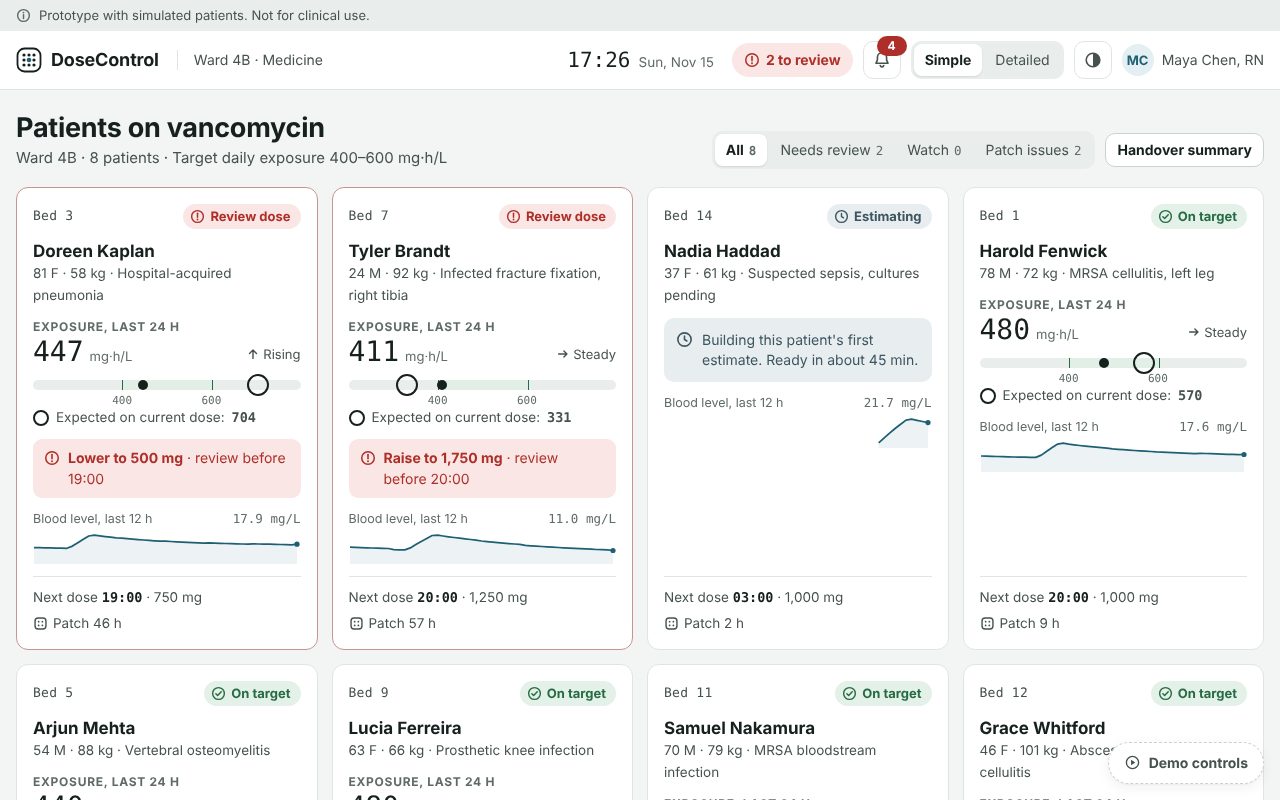 Prototype with simulated patients. Not for clinical use.
DoseControl
Ward 4B · Medicine
17:26 Sun, Nov 15
2 to review
4
Simple
Detailed
MC
Maya Chen, RN
Patients on vancomycin
Ward 4B · 8 patients · Target daily exposure 400–600 mg·h/L
All 8
Needs review 2
Watch 0
Patch issues 2
Handover summary
Bed 3
Review dose
Doreen Kaplan
81 F · 58 kg · Hospital-acquired
pneumonia
EXPOSURE, LAST 24 H
447 mg·h/L
↑ Rising
400
600
Expected on current dose: 704
Lower to 500 mg · review before
19:00
Blood level, last 12 h
17.9 mg/L
Next dose 19:00 · 750 mg
Patch 46 h
Bed 7
Review dose
Tyler Brandt
24 M · 92 kg · Infected fracture fixation,
right tibia
EXPOSURE, LAST 24 H
411 mg·h/L
→ Steady
400
600
Expected on current dose: 331
Raise to 1,750 mg · review
before 20:00
Blood level, last 12 h
11.0 mg/L
Next dose 20:00 · 1,250 mg
Patch 57 h
Bed 14
Estimating
Nadia Haddad
37 F · 61 kg · Suspected sepsis, cultures
pending
Building this patient's first
estimate. Ready in about 45 min.
Blood level, last 12 h
21.7 mg/L
Next dose 03:00 · 1,000 mg
Patch 2 h
Bed 1
On target
Harold Fenwick
78 M · 72 kg · MRSA cellulitis, left leg
EXPOSURE, LAST 24 H
480 mg·h/L
→ Steady
400
600
Expected on current dose: 570
Blood level, last 12 h
17.6 mg/L
Next dose 20:00 · 1,000 mg
Patch 9 h
Bed 5
On target
Arjun Mehta
54 M · 88 kg · Vertebral osteomyelitis
EXPOSURE, LAST 24 H
Bed 9
On target
Lucia Ferreira
63 F · 66 kg · Prosthetic knee infection
EXPOSURE, LAST 24 H
Bed 11
On target
Samuel Nakamura
70 M · 79 kg · MRSA bloodstream
infection
Bed 12
On target
Grace Whitford
46 F · 101 kg ·
cellulitis
Demo controls